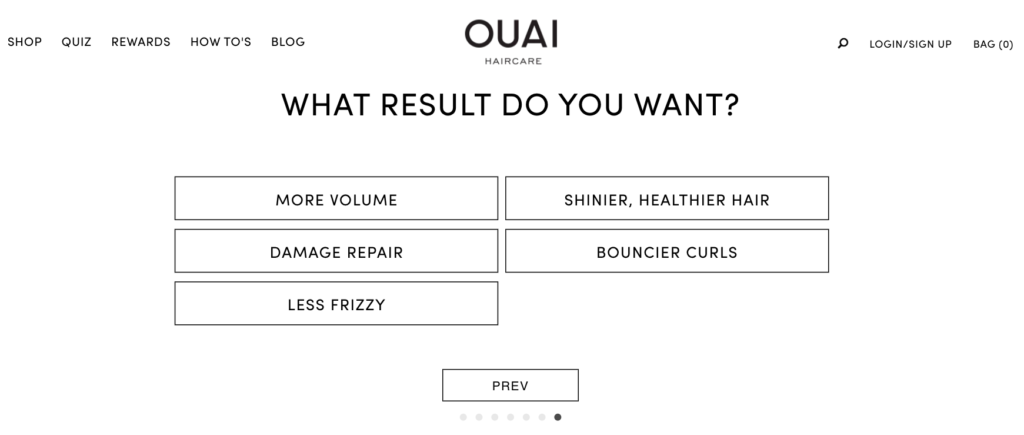 SHOP QUIZ REWARDS HOW TO'S BLOG
OUAI
HAIRCARE
LOGIN/SIGN UP BAG (0)
WHAT RESULT DO YOU WANT?
MORE VOLUME
SHINIER, HEALTHIER HAIR
DAMAGE REPAIR
BOUNCIER CURLS
LESS FRIZZY
PREV